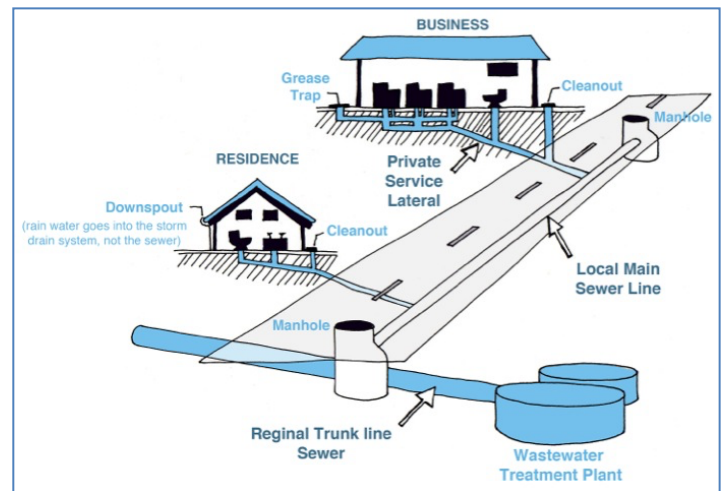 BUSINESS
Grease
Trap
Cleanout
Manhole
Private
Service
Lateral
RESIDENCE
Downspout
(rain water goes into the storm
drain system, not the sewer)
Cleanout
Local Main
Sewer Line
Manhole
Reginal Trunk line
Sewer
Wastewater
Treatment Plant